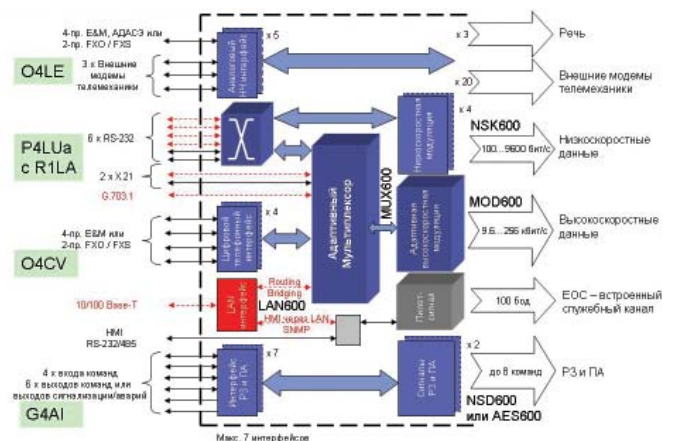 4-пр. E&M, АДАСЭ или
2-пр. FXO / FXS
O4LE
3 x Внешние
модемы
телемеханики
Аналоговый
НЧ интерфейс
x 5
x 3
Речь
x 20
Внешние модемы
телемеханики
P4LUa
с R1LA
6 x RS-232
2 x X.21
G.703.1
Адаптивный
Мультиплексор
MUX600
Низкоскоростная
модуляция
x 4
NSK600
100...9600 бит/с
Низкоскоростные
данные
Адаптивная
высокоскоростная
модуляция
MOD600
9.6...256 кбит/с
Высокоскоростные
данные
O4CV
4-пр. E&M или
2-пр. FXO / FXS
Цифровой
телефонный
интерфейс
x 4
10/100 Base-T
LAN
интерфейс
Routing
Bridging
LAN600
HMI через LAN
SNMP
HMI
RS-232/485
Пилот-
сигнал
100 бод
EOC – встроенный
служебный канал
4 x входа команд
6 x выходов команд или
выходов сигнализации/аварий
G4AI
Интерфейс
РЗ и ПА
x 7
Сигналы
РЗ и ПА
x 2
до 8 команд
РЗ и ПА
NSD600
или AES600
Макс. 7 интерфейсов